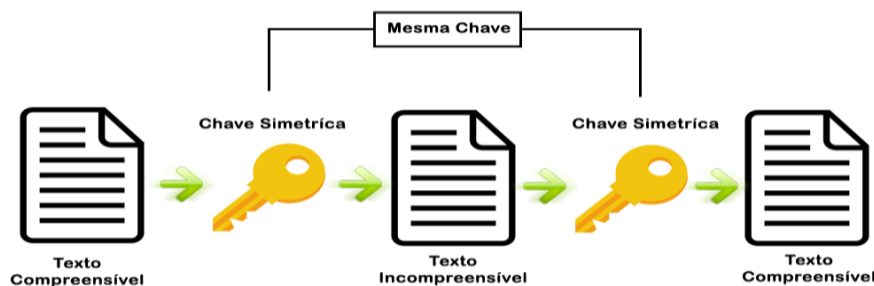 Mesma Chave
Chave Simetríca
Chave Simetríca
Texto
Compreensível
Texto
Incompreensível
Texto
Compreensível